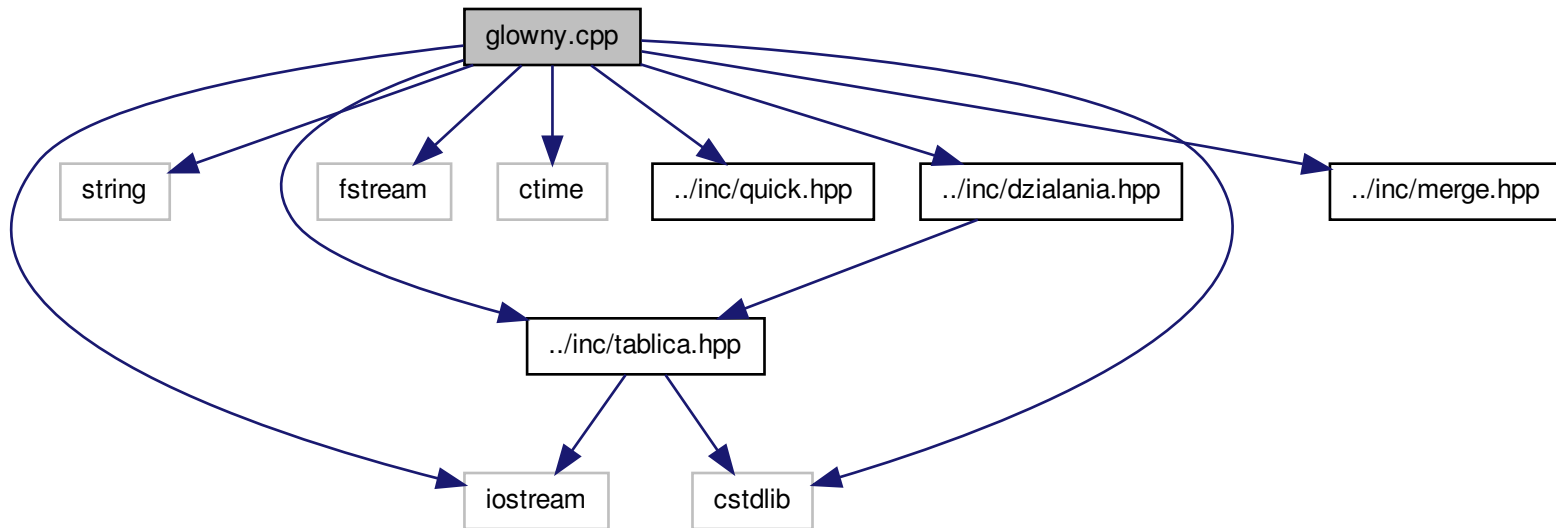 glowny.cpp
string
fstream
ctime
../inc/quick.hpp
../inc/dzialania.hpp
../inc/merge.hpp
../inc/tablica.hpp
iostream
cstdlib